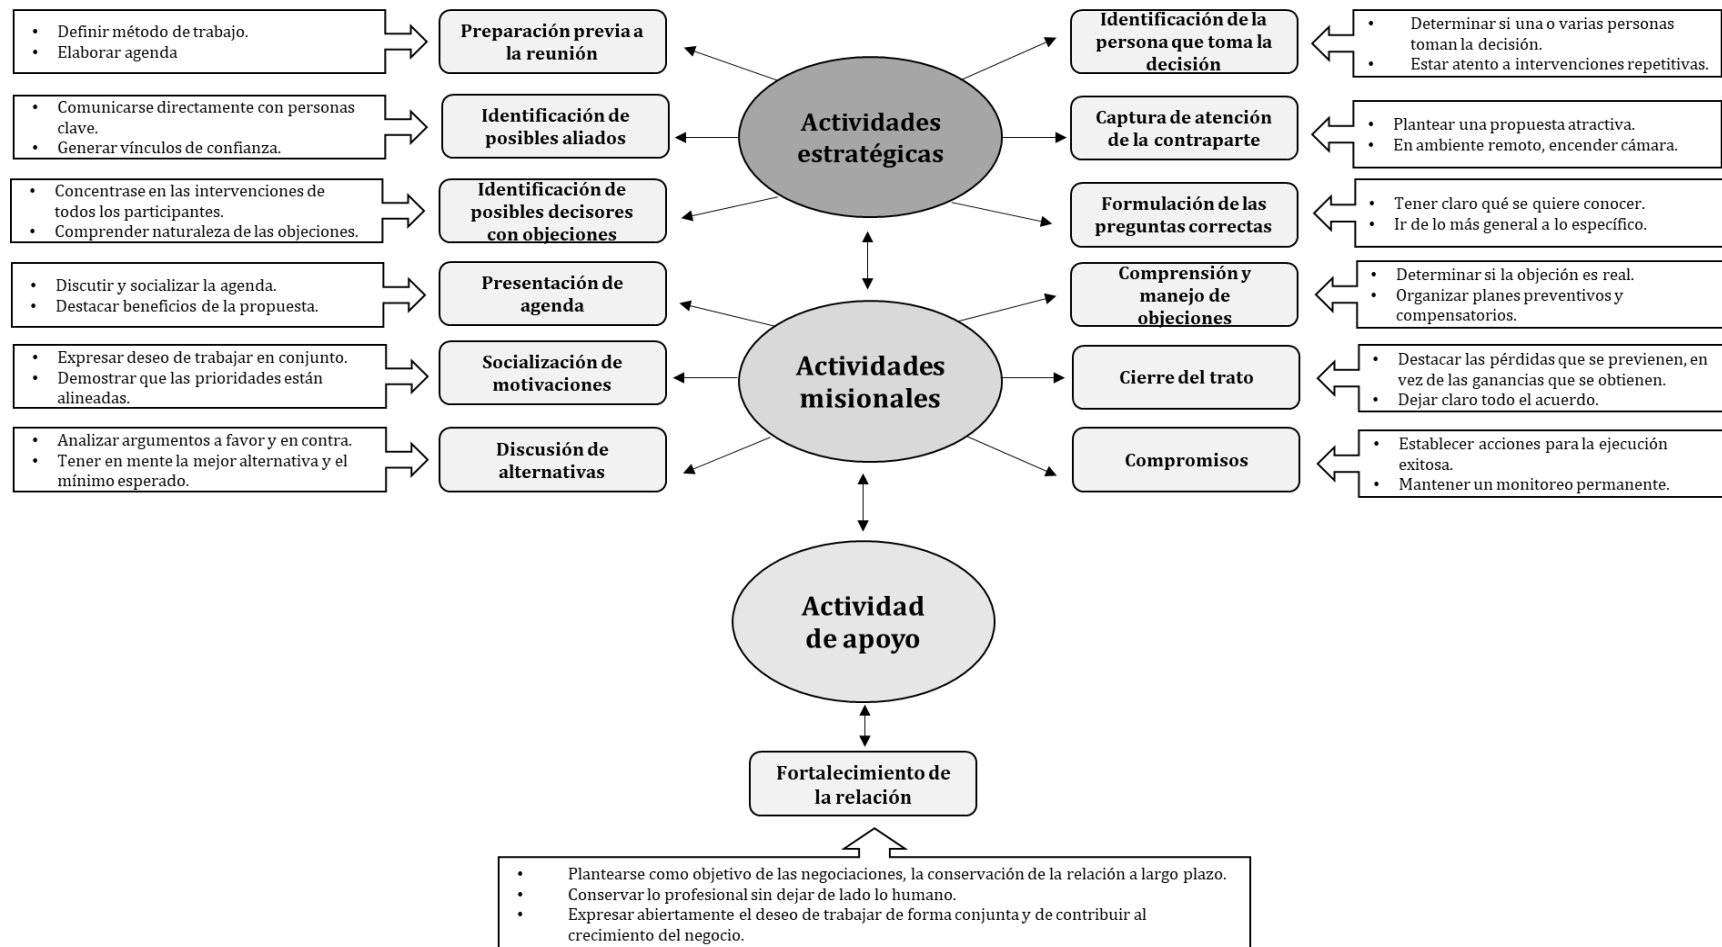 • Definir método de trabajo.
• Elaborar agenda
Preparación previa a
la reunión
Identificación de la
persona que toma la
decisión
• Determinar si una o varias personas
toman la decisión.
• Estar atento a intervenciones repetitivas.
• Comunicarse directamente con personas
clave.
• Generar vínculos de confianza.
Identificación de
posibles aliados
Actividades
estratégicas
Captura de atención
de la contraparte
• Plantear una propuesta atractiva.
• En ambiente remoto, encender cámara.
• Concentrase en las intervenciones de
todos los participantes.
• Comprender naturaleza de las objeciones.
Identificación de
posibles decisores
con objeciones
Formulación de las
preguntas correctas
• Tener claro qué se quiere conocer.
• Ir de lo más general a lo específico.
• Discutir y socializar la agenda.
• Destacar beneficios de la propuesta.
Presentación de
agenda
Comprensión y
manejo de
objeciones
• Determinar si la objeción es real.
• Organizar planes preventivos y
compensatorios.
• Expresar deseo de trabajar en conjunto.
• Demostrar que las prioridades están
alineadas.
Socialización de
motivaciones
Actividades
misionales
Cierre del trato
• Destacar las pérdidas que se previenen, en
vez de las ganancias que se obtienen.
• Dejar claro todo el acuerdo.
• Analizar argumentos a favor y en contra.
• Tener en mente la mejor alternativa y el
mínimo esperado.
Discusión de
alternativas
Compromisos
• Establecer acciones para la ejecución
exitosa.
• Mantener un monitoreo permanente.
Actividad
de apoyo
Fortalecimiento de
la relación
• Plantearse como objetivo de las negociaciones, la conservación de la relación a largo plazo.
• Conservar lo profesional sin dejar de lado lo humano.
• Expresar abiertamente el deseo de trabajar de forma conjunta y de contribuir al
crecimiento del negocio.